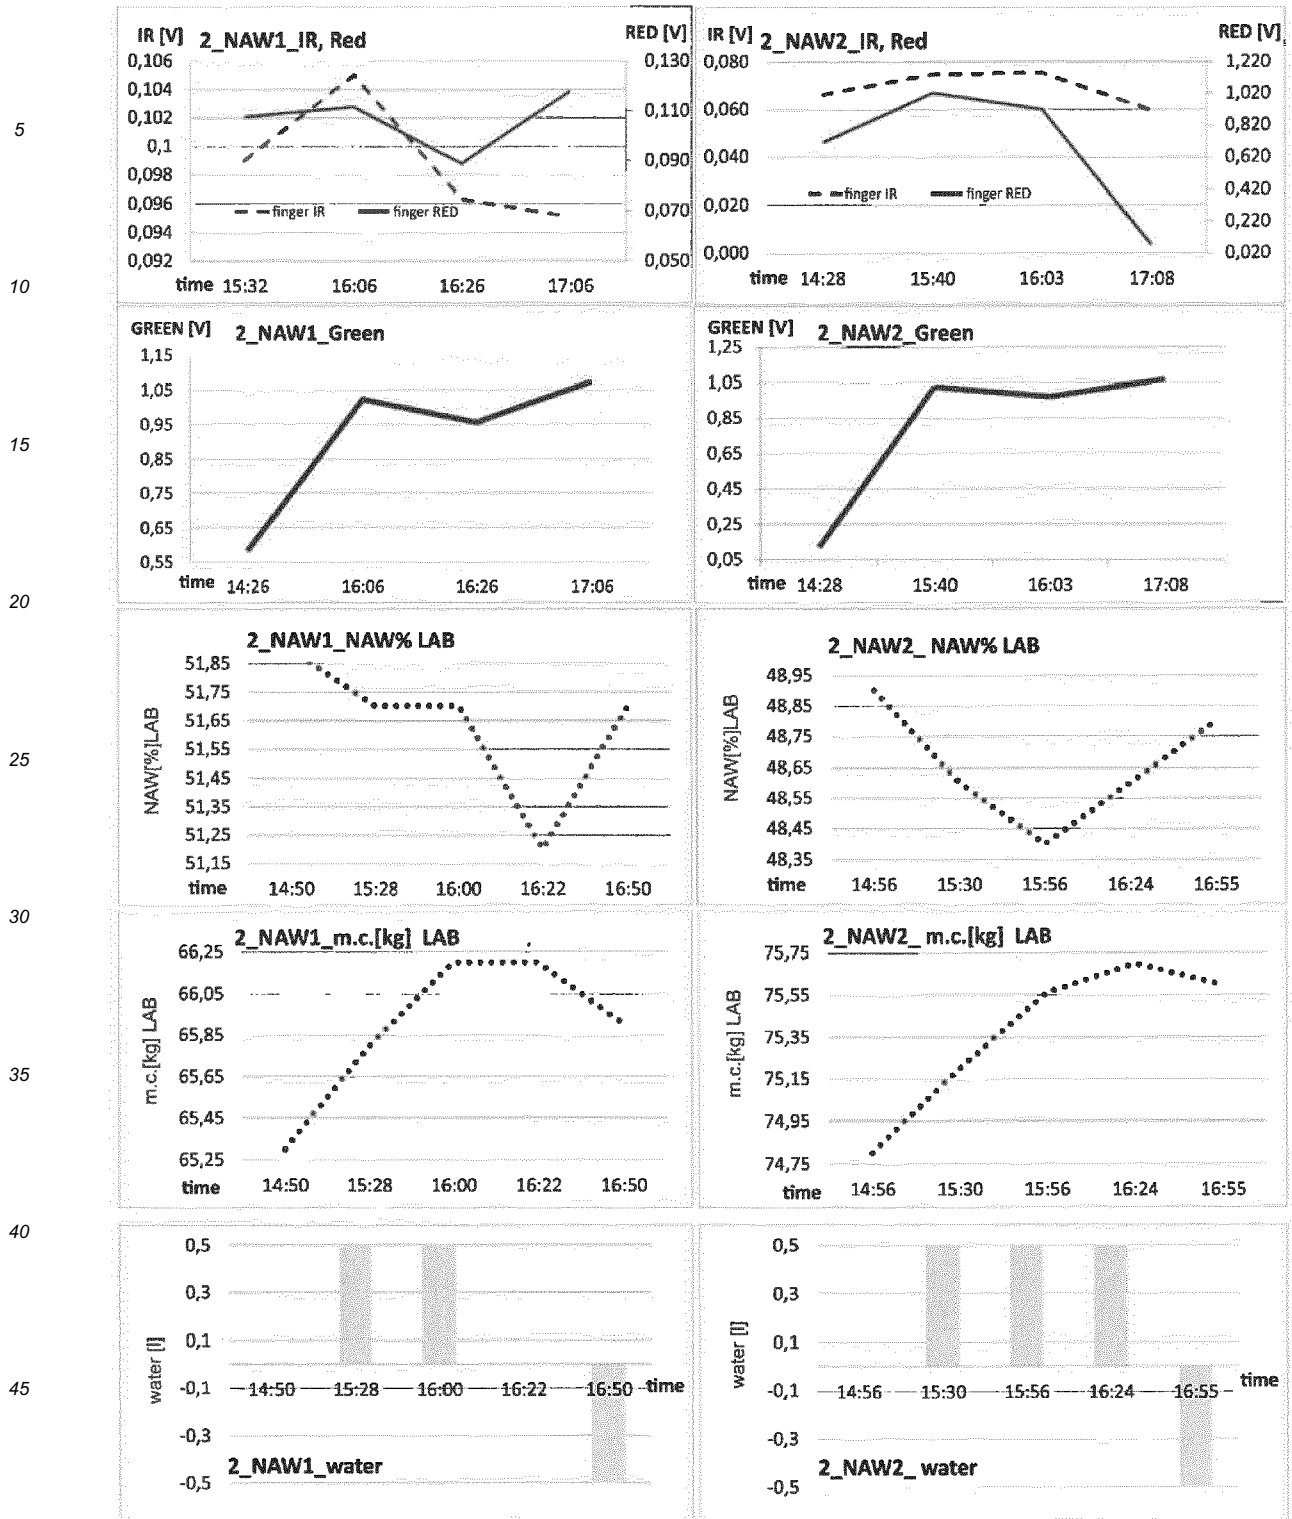 IR [V] 2_NAW1_IR, Red RED [V]
0,106 0,130
0,104
0,102 0,110
0,1
0,098 0,090
0,096
finger IR finger RED 0,070
0,094
0,092 0,050
time 15:32 16:06 16:26 17:06
IR [V] 2_NAW2_IR, Red RED [V]
0,080 1,220
1,020
0,060
0,820
0,040 0,620
finger IR finger RED 0,420
0,020
0,220
0,000 0,020
time 14:28 15:40 16:03 17:08
5
10
GREEN [V] 2_NAW1_Green
1,15
1,05
0,95
0,85
0,75
0,65
0,55
time 14:26 16:06 16:26 17:06
GREEN [V] 2_NAW2_Green
1,25
1,05
0,85
0,65
0,45
0,25
0,05
time 14:28 15:40 16:03 17:08
15
20
2_NAW1_NAW% LAB
NAW[%]LAB
51,85
51,75
51,65
51,55
51,45
51,35
51,25
51,15
time 14:50 15:28 16:00 16:22 16:50
2_NAW2_ NAW% LAB
NAW[%]LAB
48,95
48,85
48,75
48,65
48,55
48,45
48,35
time 14:56 15:30 15:56 16:24 16:55
25
30
2_NAW1_m.c.[kg] LAB
m.c.[kg] LAB
66,25
66,05
65,85
65,65
65,45
65,25
time 14:50 15:28 16:00 16:22 16:50
2_NAW2_ m.c.[kg] LAB
m.c.[kg] LAB
75,75
75,55
75,35
75,15
74,95
74,75
time 14:56 15:30 15:56 16:24 16:55
35
40
water [l]
0,5
0,3
0,1
-0,1 14:50 15:28 16:00 16:22 16:50 time
-0,3
2_NAW1_water
-0,5
water [l]
0,5
0,3
0,1
-0,1 14:56 15:30 15:56 16:24 16:55 time
-0,3
2_NAW2_ water
-0,5
45